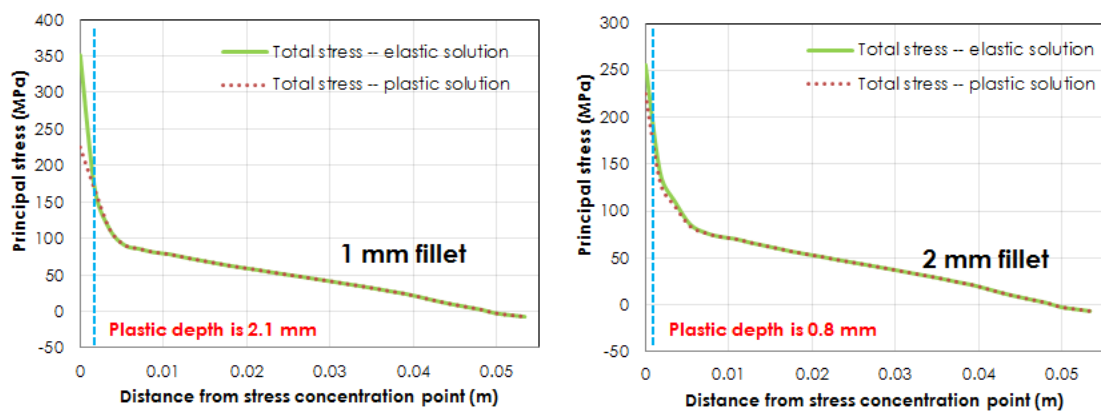 400
350
300
250
200
150
100
50
0
-50
Principal stress (MPa)
Total stress -- elastic solution
Total stress -- plastic solution
1 mm fillet
Plastic depth is 2.1 mm
0 0.01 0.02 0.03 0.04 0.05
Distance from stress concentration point (m)
300
250
200
150
100
50
0
-50
Principal stress (MPa)
Total stress -- elastic solution
Total stress -- plastic solution
2 mm fillet
Plastic depth is 0.8 mm
0 0.01 0.02 0.03 0.04 0.05
Distance from stress concentration point (m)